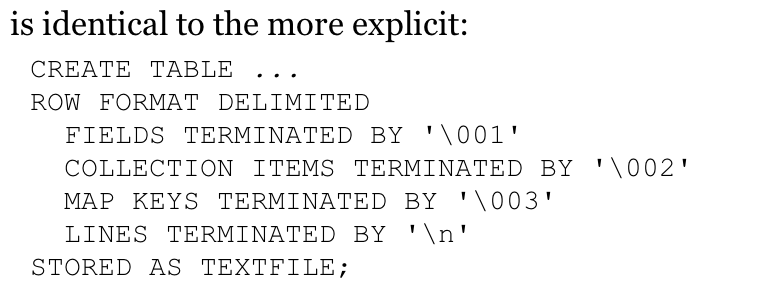 is identical to the more explicit:
CREATE TABLE ...
ROW FORMAT DELIMITED
  FIELDS TERMINATED BY '\001'
  COLLECTION ITEMS TERMINATED BY '\002'
  MAP KEYS TERMINATED BY '\003'
  LINES TERMINATED BY '\n'
STORED AS TEXTFILE;